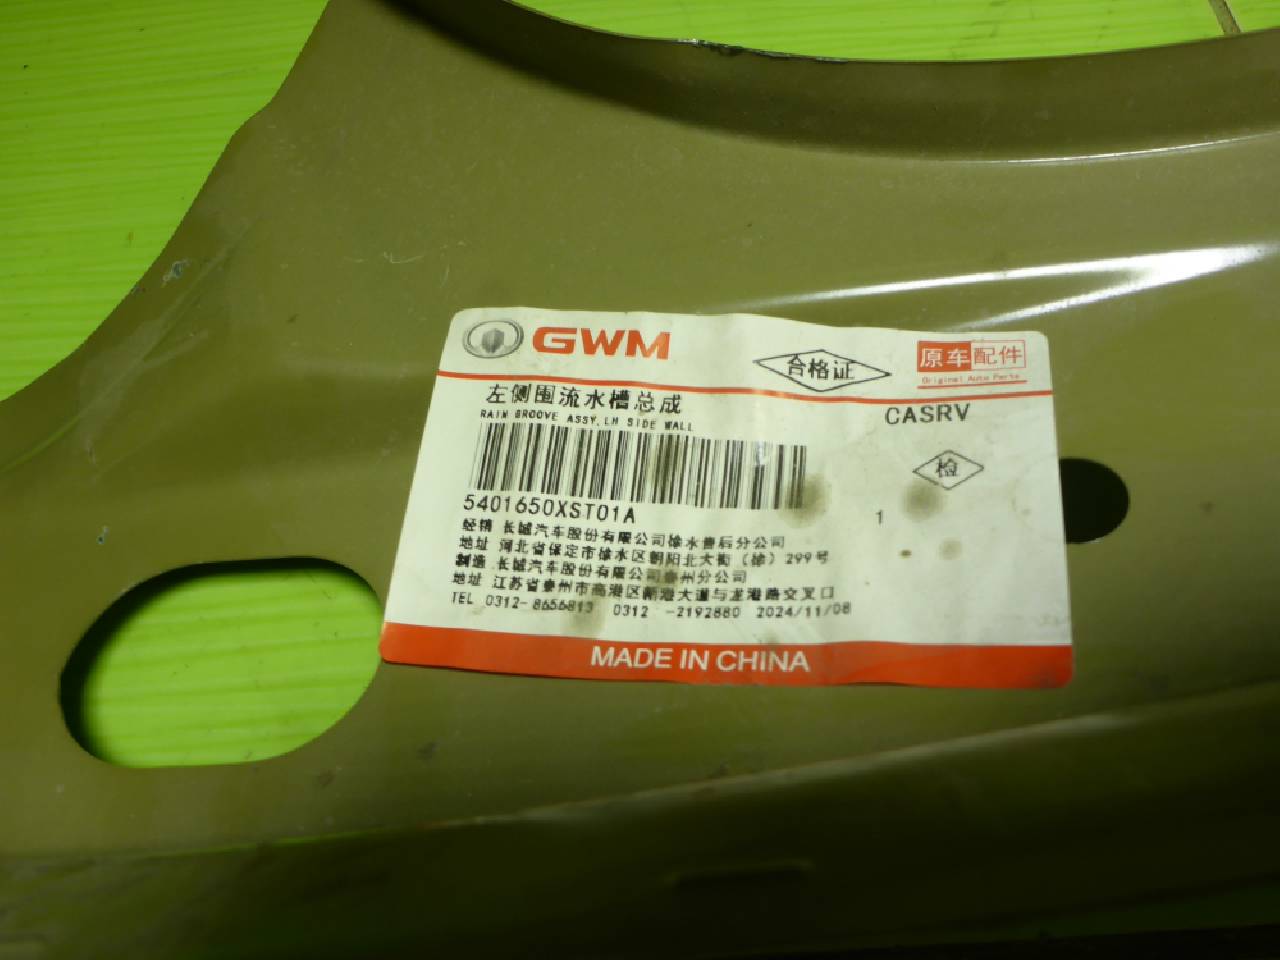 GWM
合格证
原车配件
Original Auto Parts
左侧围流水槽总成
CASRV
RAIN GROOVE ASSY,LH SIDE WALL
检
5401650XST01A
1
经销 长城汽车股份有限公司徐水售后分公司
地址 河北省保定市徐水区朝阳北大街（徐）299号
制造 长城汽车股份有限公司泰州分公司
地址 江苏省泰州市高港区新港大道与龙港路交叉口
TEL 0312-8656813 0312 -2192880 2024/11/08
MADE IN CHINA